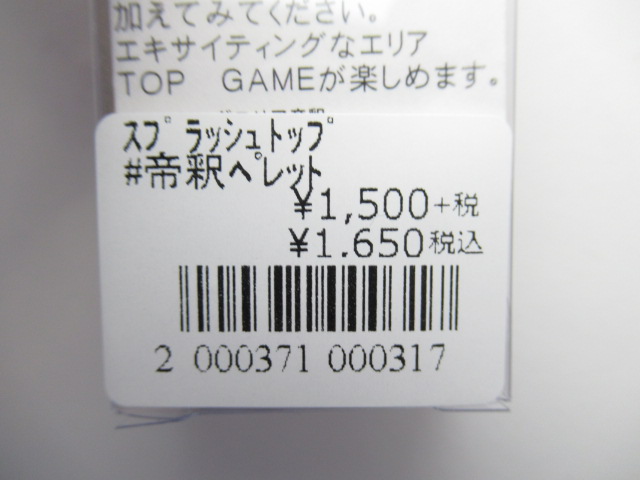 加えてみてください。
エキサイティングなエリア
TOP GAMEが楽しめます。
スプラッシュトップ
#帝釈ペレット
¥1,500+税
¥1.650税込
2 000371 000317